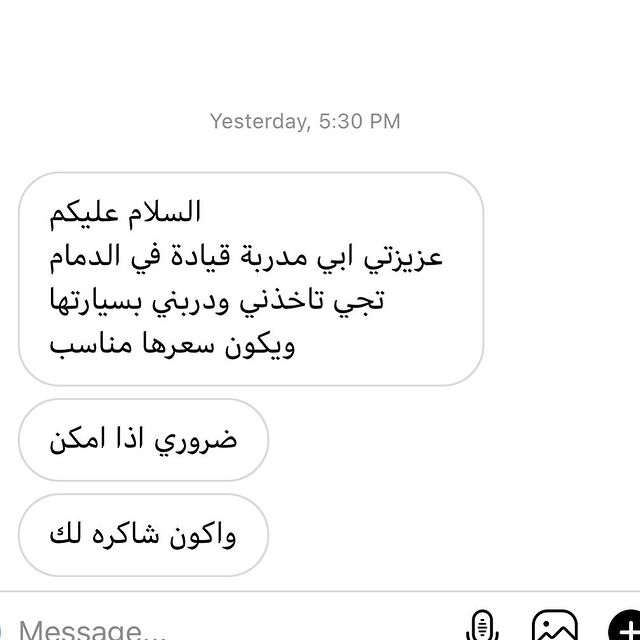 Yesterday, 5:30 PM
السلام عليكم
عزيزتي ابي مدربة قيادة في الدمام
تجي تاخذني ودربني بسيارتها
ويكون سعرها مناسب
ضروري اذا امكن
واكون شاكره لك
Message...